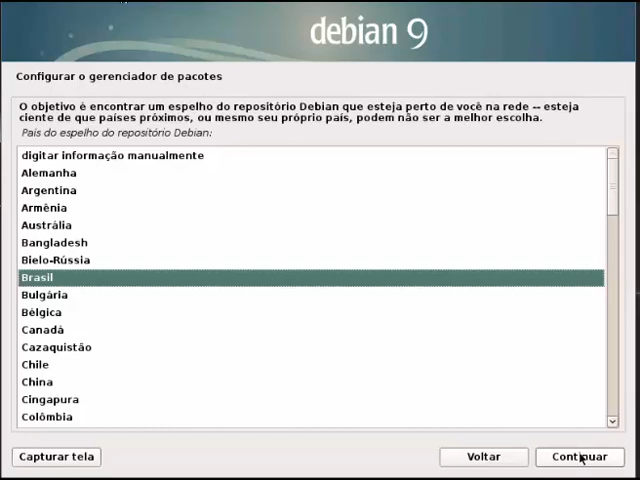 debian 9
Configurar o gerenciador de pacotes
O objetivo é encontrar um espelho do repositório Debian que esteja perto de você na rede -- esteja
ciente de que países próximos, ou mesmo seu próprio país, podem não ser a melhor escolha.
País do espelho do repositório Debian:
digitar informação manualmente
Alemanha
Argentina
Armênia
Austrália
Bangladesh
Bielo-Rússia
Brasil
Bulgária
Bélgica
Canadá
Cazaquistão
Chile
China
Cingapura
Colômbia
Capturar tela
Voltar
Continuar